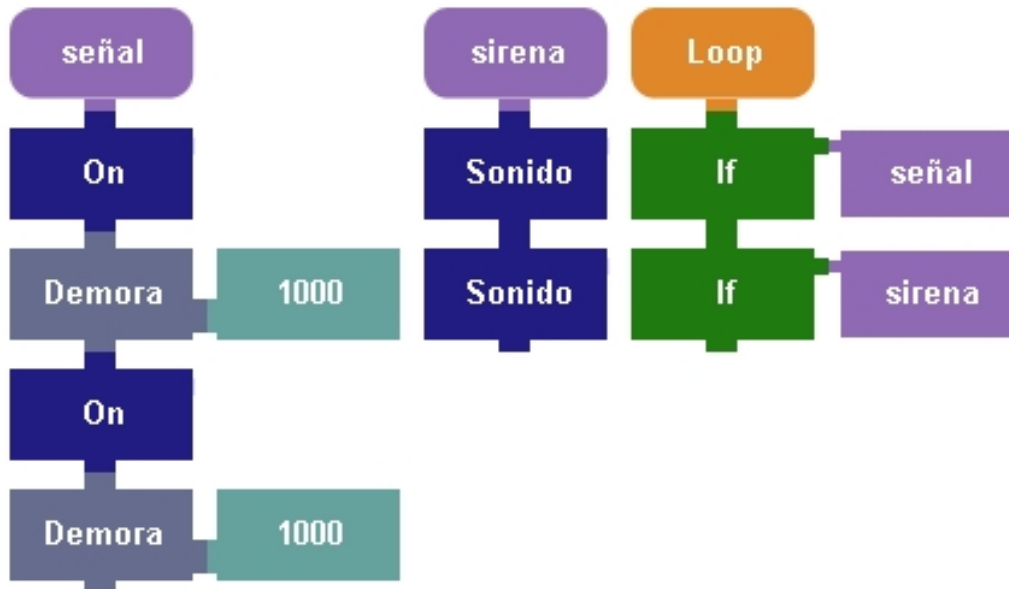 señal
On
Demora 1000
On
Demora 1000
sirena
Sonido
Sonido
Loop
If señal
If sirena